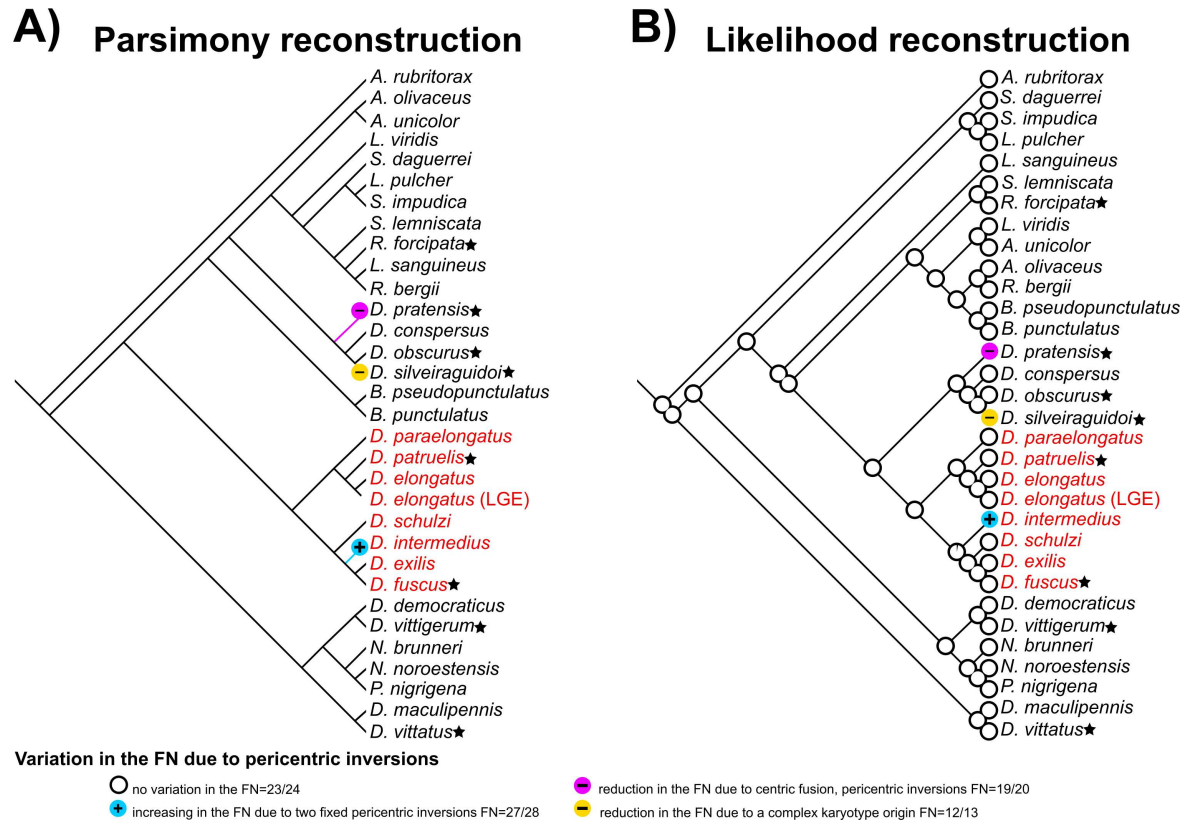 A) Parsimony reconstruction
A. rubritorax
A. olivaceus
A. unicolor
L. viridis
S. daguerrei
L. pulcher
S. impudica
S. lemniscata
R. forcipata★
L. sanguineus
R. bergii
− D. pratensis★
D. conspersus
D. obscurus★
− D. silveiraguidoi★
B. pseudopunctulatus
B. punctulatus
D. paraelongatus
D. patruelis★
D. elongatus
D. elongatus (LGE)
D. schulzi
+ D. intermedius
D. exilis
D. fuscus★
D. democraticus
D. vittigerum★
N. brunneri
N. noroestensis
P. nigrigena
D. maculipennis
D. vittatus★
B) Likelihood reconstruction
A. rubritorax
S. daguerrei
S. impudica
L. pulcher
L. sanguineus
S. lemniscata
R. forcipata★
L. viridis
A. unicolor
A. olivaceus
R. bergii
B. pseudopunctulatus
B. punctulatus
− D. pratensis★
D. conspersus
D. obscurus★
− D. silveiraguidoi★
D. paraelongatus
D. patruelis★
D. elongatus
D. elongatus (LGE)
+ D. intermedius
D. schulzi
D. exilis
D. fuscus★
D. democraticus
D. vittigerum★
N. brunneri
N. noroestensis
P. nigrigena
D. maculipennis
D. vittatus★
Variation in the FN due to pericentric inversions
no variation in the FN=23/24
+ increasing in the FN due to two fixed pericentric inversions FN=27/28
− reduction in the FN due to centric fusion, pericentric inversions FN=19/20
− reduction in the FN due to a complex karyotype origin FN=12/13